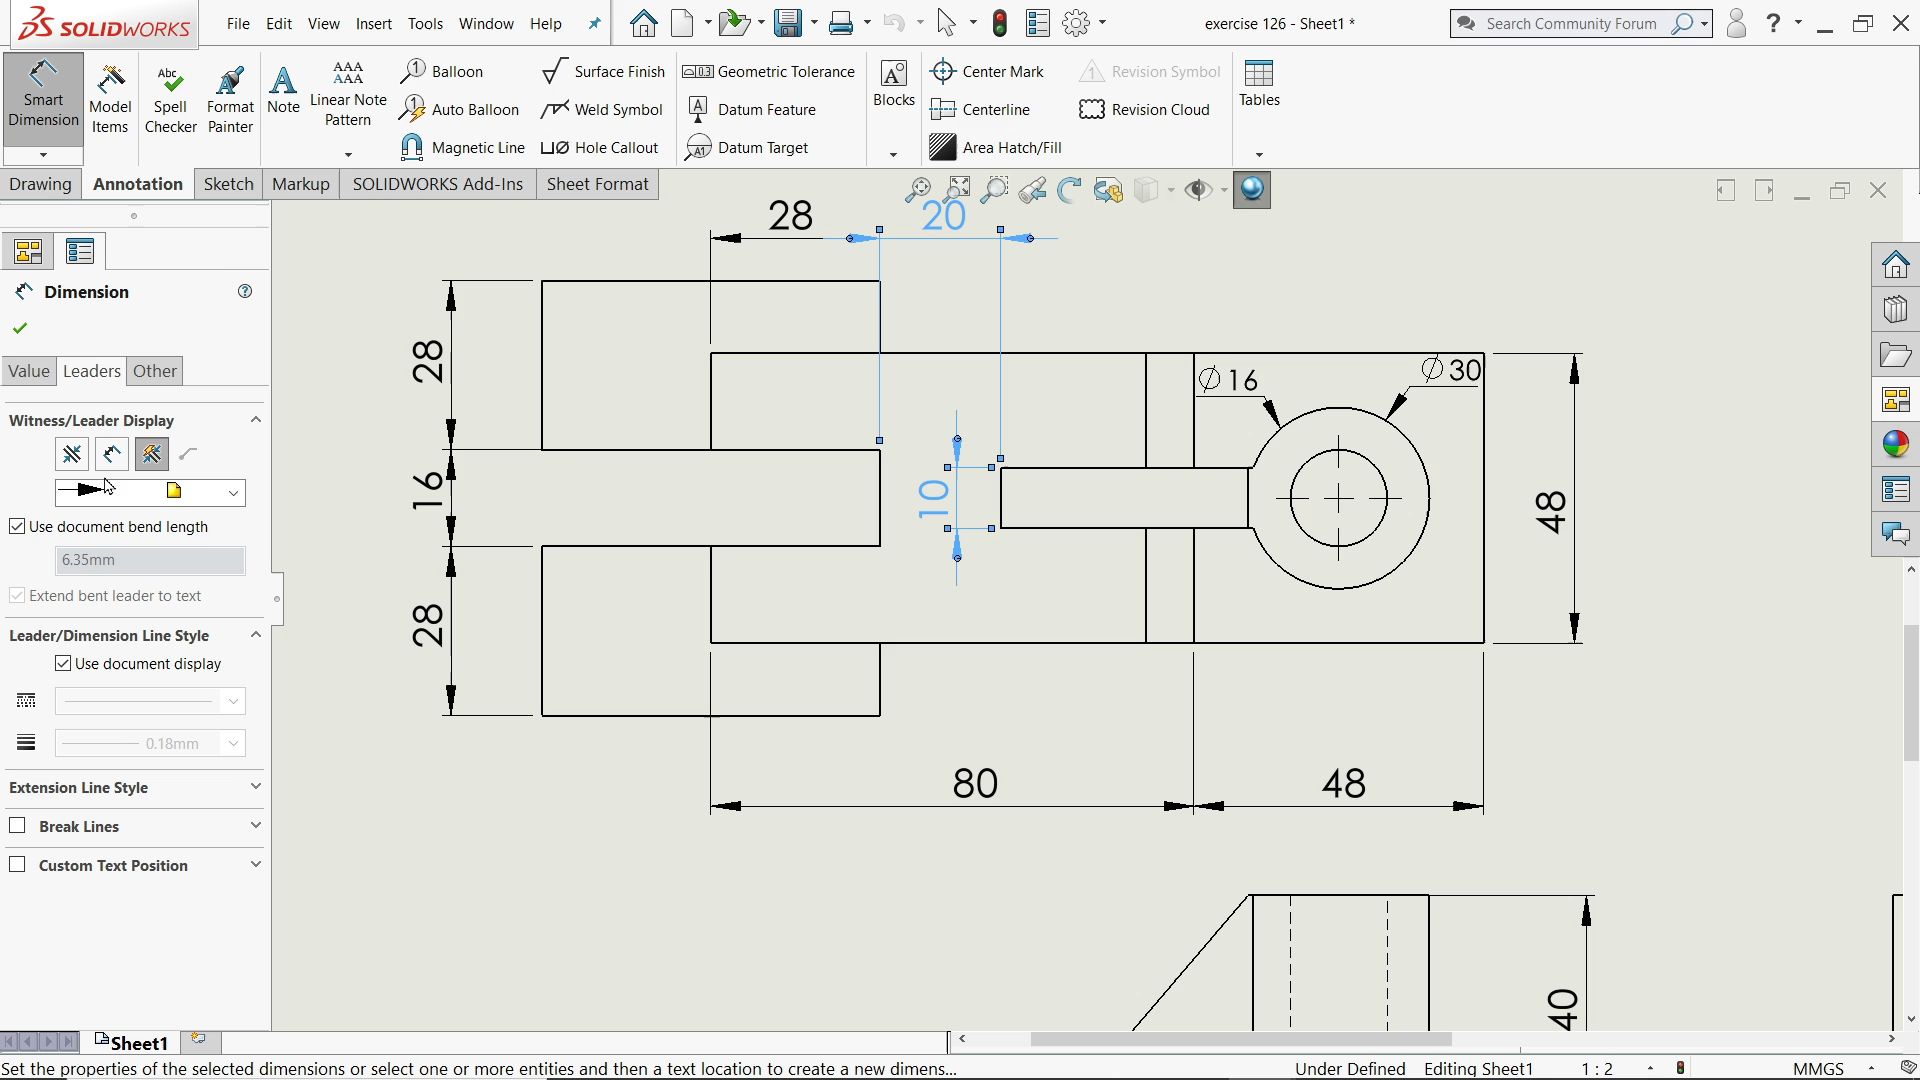 SOLIDWORKS File Edit View Insert Tools Window Help exercise 126 - Sheet1 * Search Community Forum ?
Smart Dimension
Model Items
Abc
Spell Checker
Format Painter
A
Note
AAA
AAA
Linear Note Pattern
Balloon
Auto Balloon
Magnetic Line
Surface Finish
Weld Symbol
Hole Callout
Geometric Tolerance
Datum Feature
Datum Target
Blocks
Center Mark
Centerline
Area Hatch/Fill
Revision Symbol
Revision Cloud
Tables
Drawing Annotation Sketch Markup SOLIDWORKS Add-Ins Sheet Format
Dimension
Value Leaders Other
Witness/Leader Display
Use document bend length
6.35mm
Extend bent leader to text
Leader/Dimension Line Style
Use document display
0.18mm
Extension Line Style
Break Lines
Custom Text Position
28 20
28
16
28
10
Ø 16
Ø 30
48
80 48
40
Sheet1
Set the properties of the selected dimensions or select one or more entities and then a text location to create a new dimens... Under Defined Editing Sheet1 1 : 2 MMGS